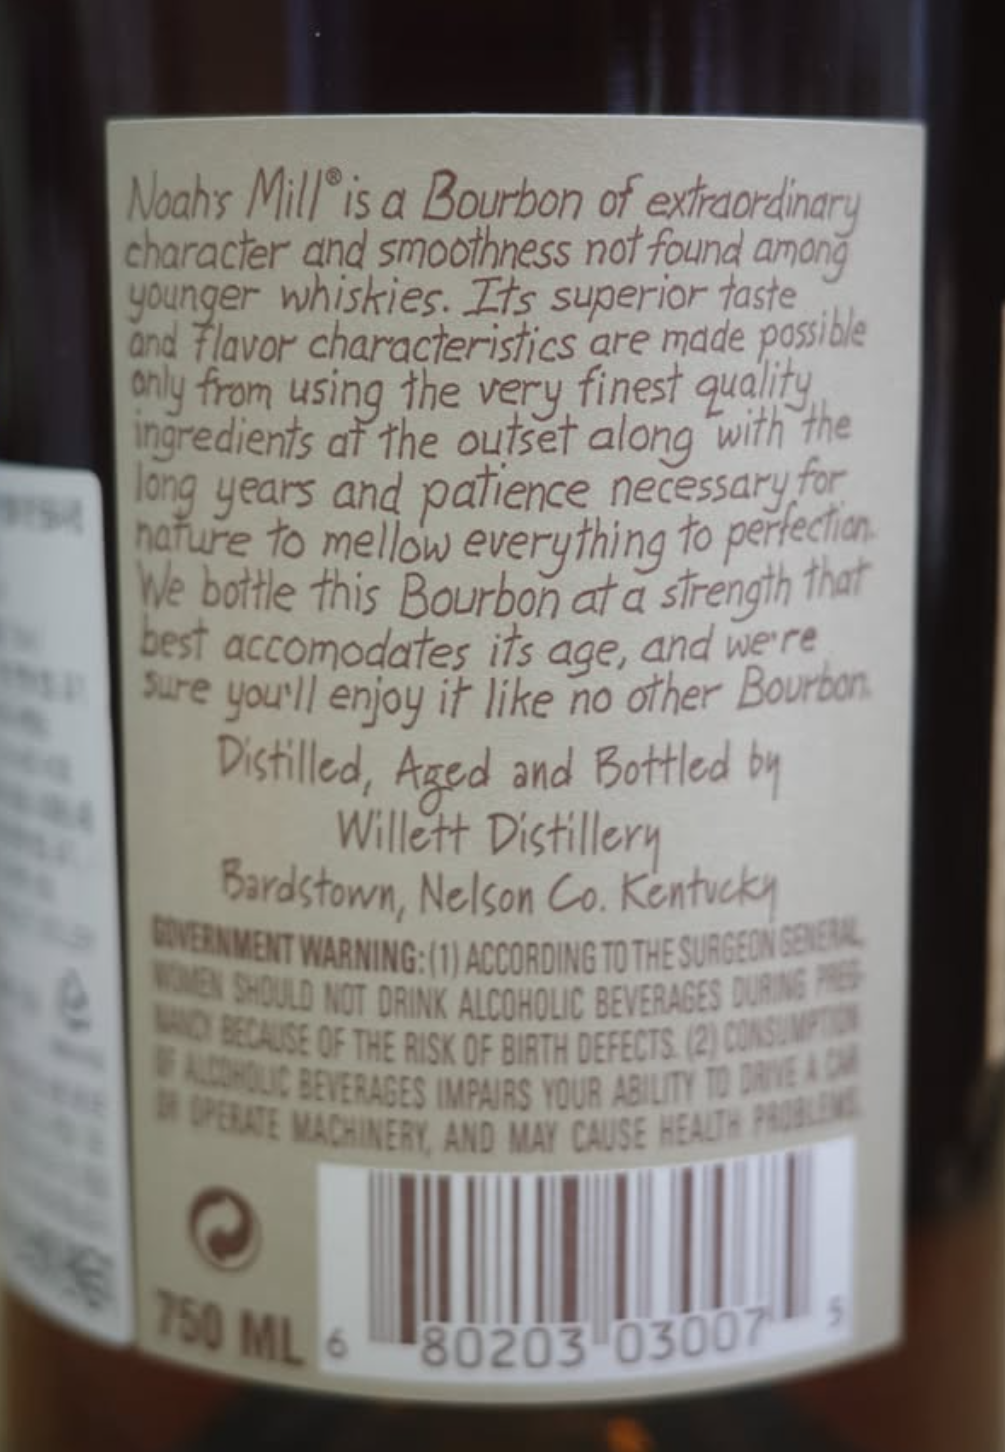 Noah's Mill® is a Bourbon of extraordinary
character and smoothness not found among
younger whiskies. Its superior taste
and flavor characteristics are made possible
only from using the very finest quality
ingredients at the outset along with the
long years and patience necessary for
nature to mellow everything to perfection.
We bottle this Bourbon at a strength that
best accomodates its age, and we're
sure you'll enjoy it like no other Bourbon.
Distilled, Aged and Bottled by
Willett Distillery
Bardstown, Nelson Co. Kentucky
GOVERNMENT WARNING: (1) ACCORDING TO THE SURGEON GENERAL,
WOMEN SHOULD NOT DRINK ALCOHOLIC BEVERAGES DURING PREG-
NANCY BECAUSE OF THE RISK OF BIRTH DEFECTS. (2) CONSUMPTION
OF ALCOHOLIC BEVERAGES IMPAIRS YOUR ABILITY TO DRIVE A CAR
OR OPERATE MACHINERY, AND MAY CAUSE HEALTH PROBLEMS.
750 ML
6 80203 03007 5